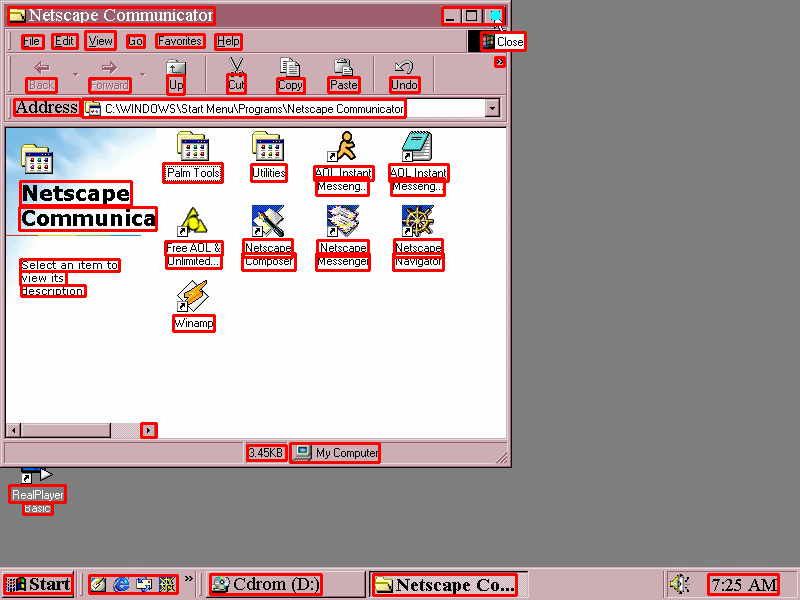 Netscape Communicator
File Edit View Go Favorites Help
Close
Back Forward Up Cut Copy Paste Undo
Address C:\WINDOWS\Start Menu\Programs\Netscape Communicator
Netscape
Communica
Select an item to
view its
description
Palm Tools
Utilities
AOL Instant
Messeng...
AOL Instant
Messeng...
Free AOL &
Unlimited...
Netscape
Composer
Netscape
Messenger
Netscape
Navigator
Winamp
3.45KB My Computer
RealPlayer
Basic
Start Cdrom (D:) Netscape Co... 7:25 AM